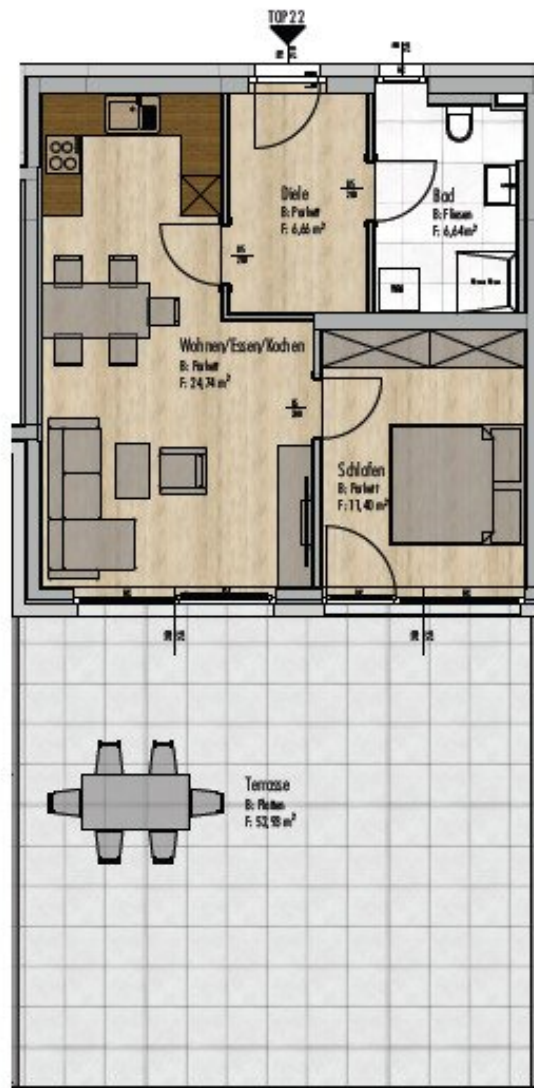 TOP 22
Diele
B: Parkett
F: 6,66 m²
Bad
B: Fliesen
F: 6,64 m²
Wohnen/Essen/Kochen
B: Parkett
F: 24,74 m²
Schlafen
B: Parkett
F: 11,40 m²
Terrasse
B: Platten
F: 52,93 m²